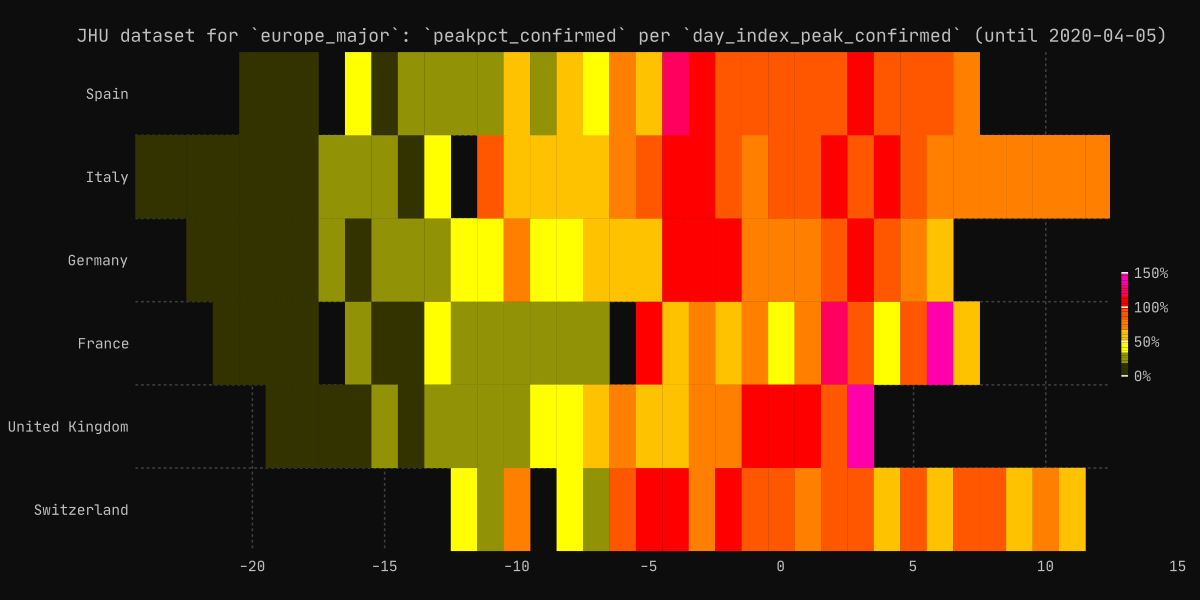 JHU dataset for `europe_major`: `peakpct_confirmed` per `day_index_peak_confirmed` (until 2020-04-05)
Spain
Italy
Germany
France
United Kingdom
Switzerland
150%
100%
50%
0%
-20 -15 -10 -5 0 5 10 15